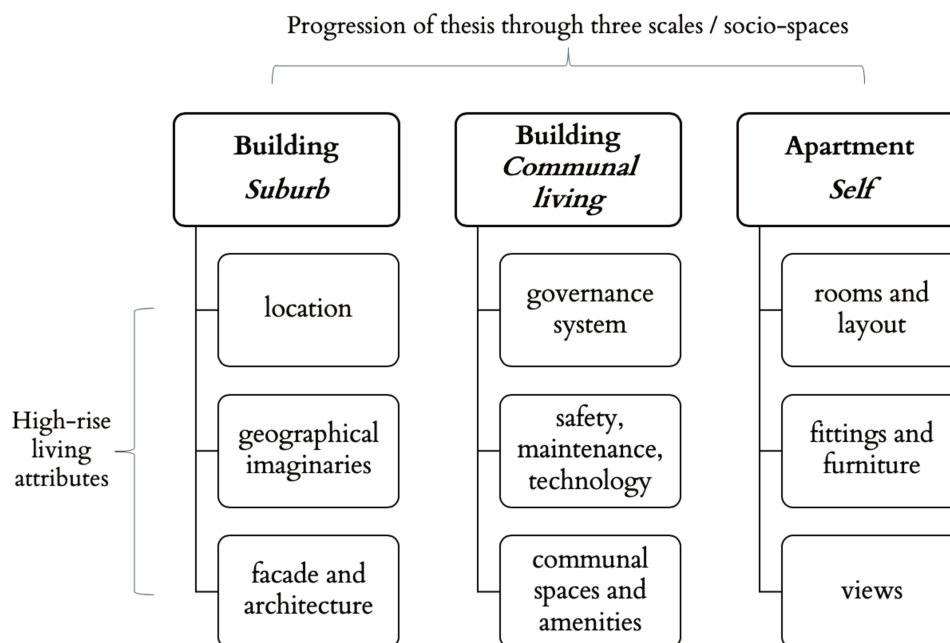 Progression of thesis through three scales / socio-spaces
Building
Suburb
Building
Communal
living
Apartment
Self
High-rise
living
attributes
location
geographical
imaginaries
facade and
architecture
governance
system
safety,
maintenance,
technology
communal
spaces and
amenities
rooms and
layout
fittings and
furniture
views